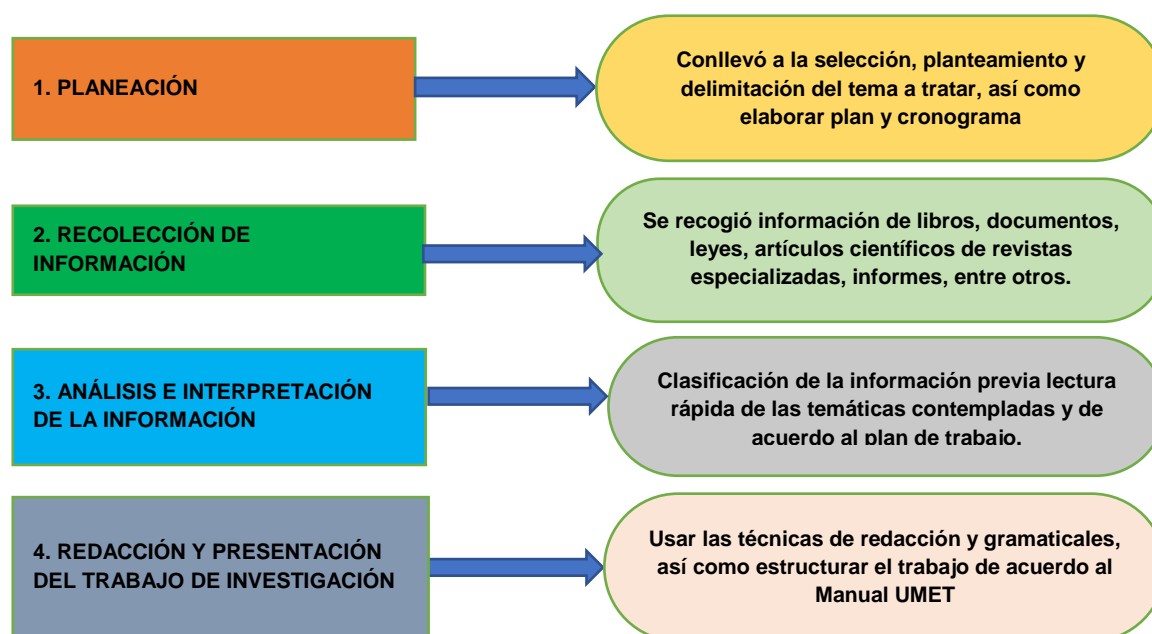 1. PLANEACIÓN
Conllevó a la selección, planteamiento y
delimitación del tema a tratar, así como
elaborar plan y cronograma
2. RECOLECCIÓN DE
INFORMACIÓN
Se recogió información de libros, documentos,
leyes, artículos científicos de revistas
especializadas, informes, entre otros.
3. ANÁLISIS E INTERPRETACIÓN
DE LA INFORMACIÓN
Clasificación de la información previa lectura
rápida de las temáticas contempladas y de
acuerdo al plan de trabajo.
4. REDACCIÓN Y PRESENTACIÓN
DEL TRABAJO DE INVESTIGACIÓN
Usar las técnicas de redacción y gramaticales,
así como estructurar el trabajo de acuerdo al
Manual UMET